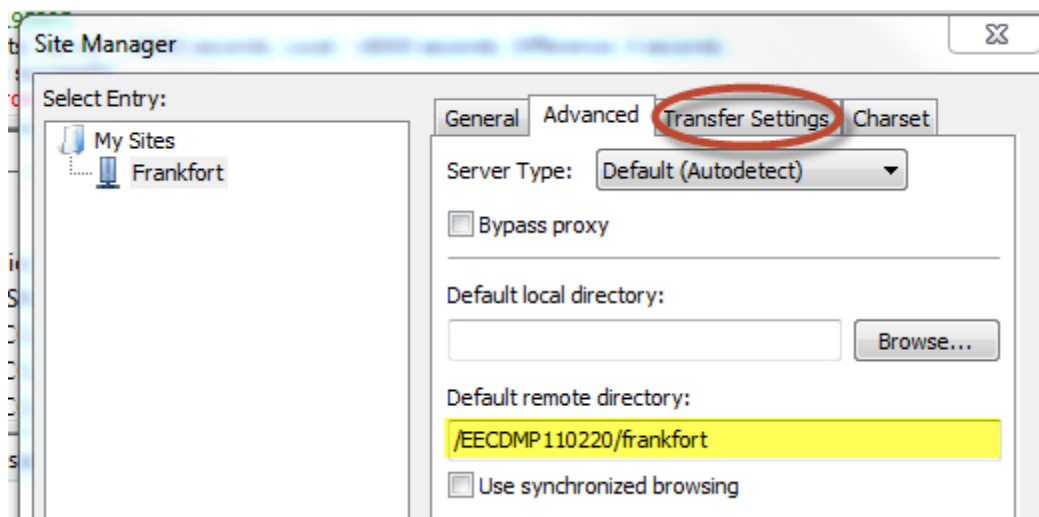 Site Manager
Select Entry:
My Sites
Frankfort
General Advanced Transfer Settings Charset
Server Type: Default (Autodetect)
Bypass proxy
Default local directory:
Browse...
Default remote directory:
/EECDMP110220/frankfort
Use synchronized browsing